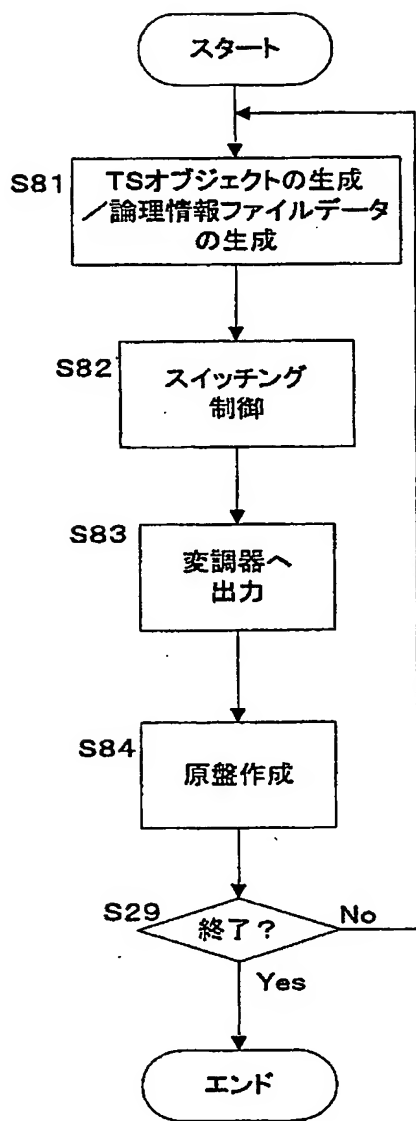 スタート
S81
TSオブジェクトの生成
／論理情報ファイルデータ
の生成
S82
スイッチング
制御
S83
変調器へ
出力
S84
原盤作成
S29
終了？
No
Yes
エンド